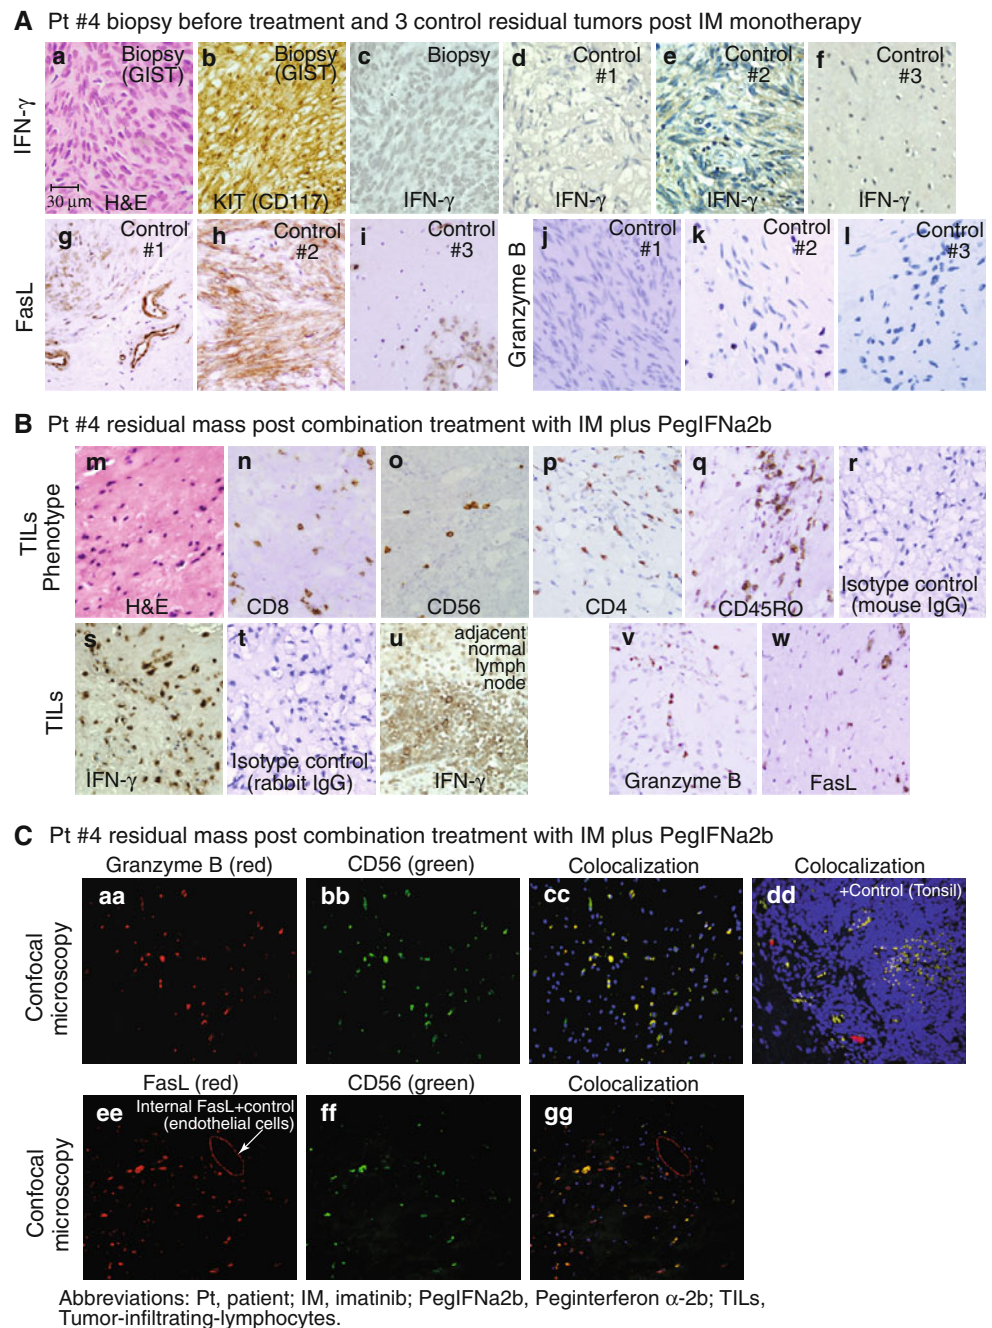 A Pt #4 biopsy before treatment and 3 control residual tumors post IM monotherapy
IFN-γ
a Biopsy
(GIST)
30 µm
H&E
b Biopsy
(GIST)
KIT (CD117)
c Biopsy
IFN-γ
d Control
#1
IFN-γ
e Control
#2
IFN-γ
f Control
#3
IFN-γ
FasL
g Control
#1
h Control
#2
i Control
#3
Granzyme B
j Control
#1
k Control
#2
l Control
#3
B Pt #4 residual mass post combination treatment with IM plus PegIFNa2b
TILs
Phenotype
m
H&E
n
CD8
o
CD56
p
CD4
q
CD45RO
r
Isotype control
(mouse IgG)
TILs
s
IFN-γ
t
Isotype control
(rabbit IgG)
u adjacent
normal
lymph
node
IFN-γ
v
Granzyme B
w
FasL
C Pt #4 residual mass post combination treatment with IM plus PegIFNa2b
Confocal
microscopy
Granzyme B (red)
aa
CD56 (green)
bb
Colocalization
cc
Colocalization
dd +Control (Tonsil)
Confocal
microscopy
FasL (red)
ee Internal FasL+control
(endothelial cells)
CD56 (green)
ff
Colocalization
gg
Abbreviations: Pt, patient; IM, imatinib; PegIFNa2b, Peginterferon α-2b; TILs,
Tumor-infiltrating-lymphocytes.